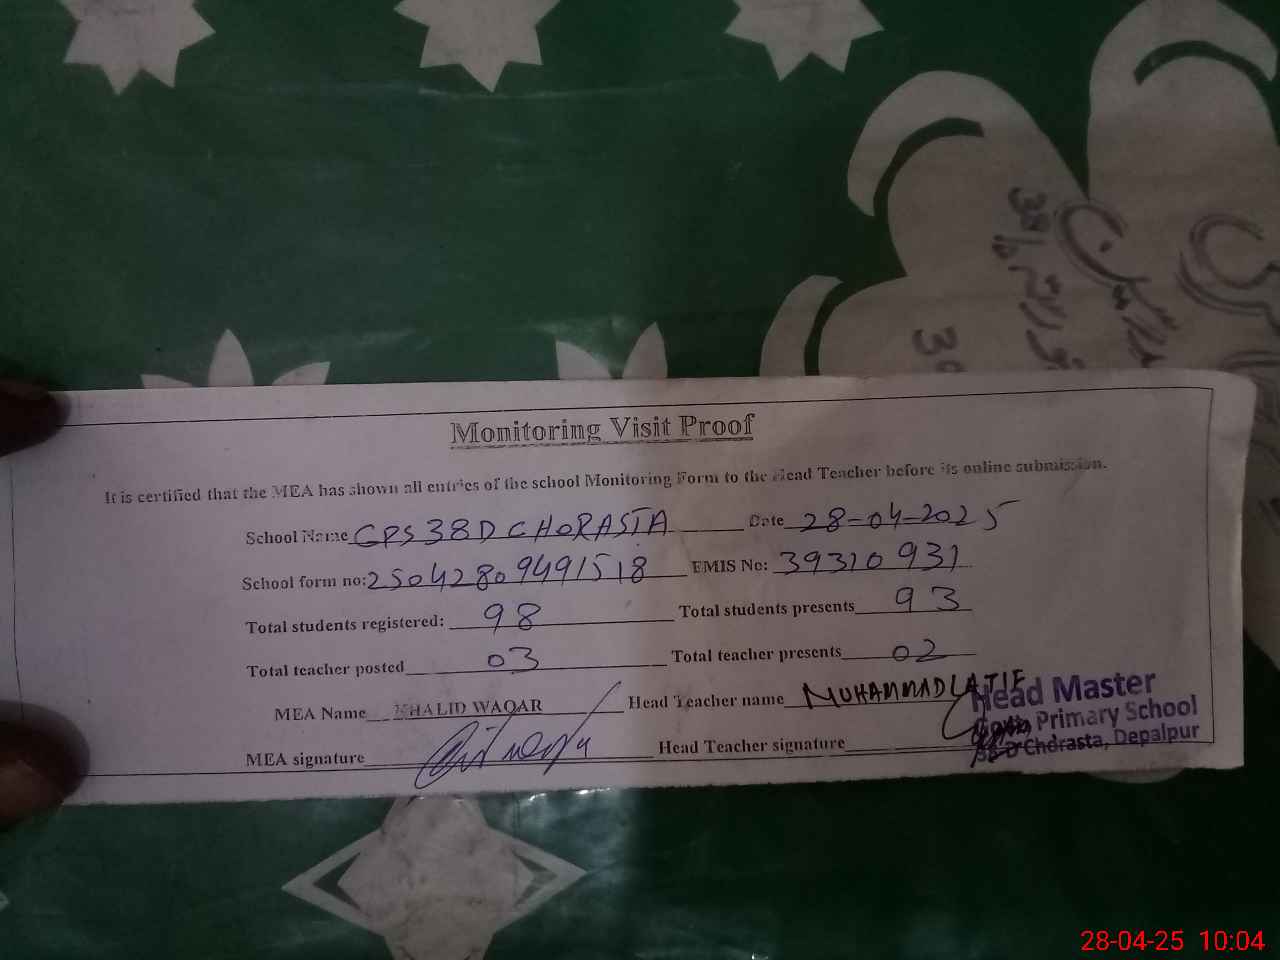 Monitoring Visit Proof
It is certified that the MEA has shown all entries of the school Monitoring Form to the Head Teacher before its online submission.
School Name GPS 38 D CHORASTA Date 28-04-2025
School form no: 25042809491518 EMIS No: 39310931
Total students registered: 98 Total students presents 93
Total teacher posted 03 Total teacher presents 02
MEA Name KHALID WAQAR Head Teacher name MUHAMMAD LATIF
MEA signature Head Teacher signature
Head Master
Primary School
38-D Chorasta, Depalpur
28-04-25 10:04